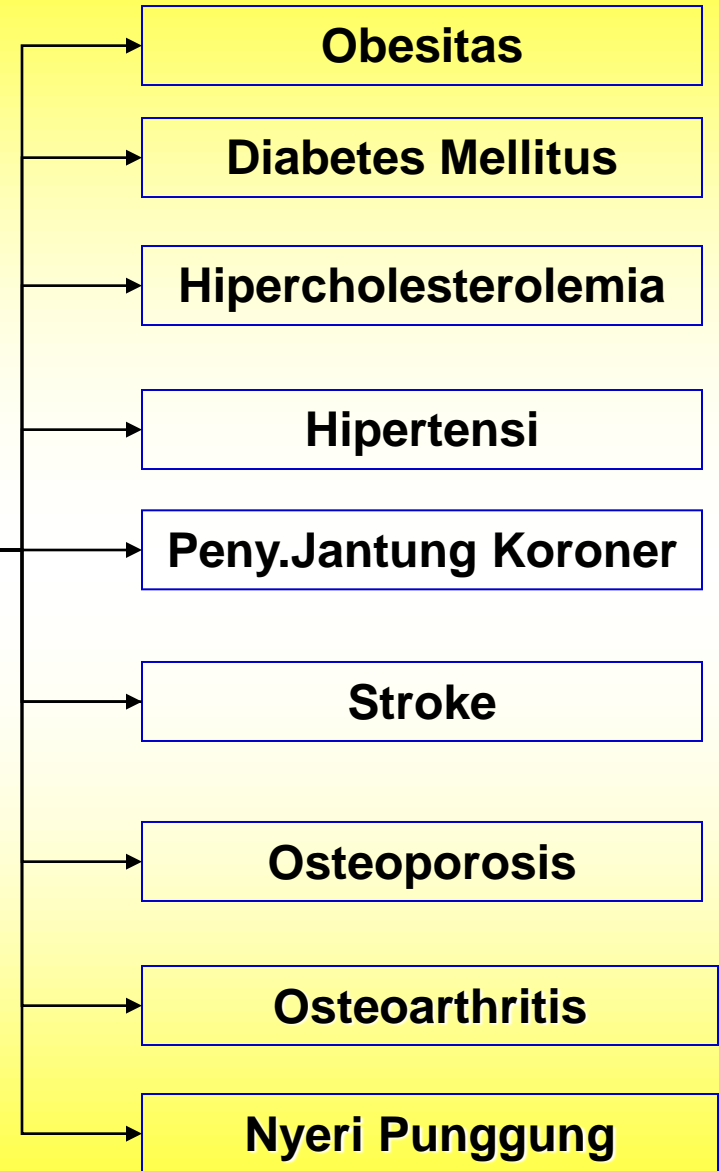 Obesitas
Diabetes Mellitus
Hipercholesterolemia
Hipertensi
Peny.Jantung Koroner
Stroke
Osteoporosis
Osteoarthritis
Nyeri Punggung